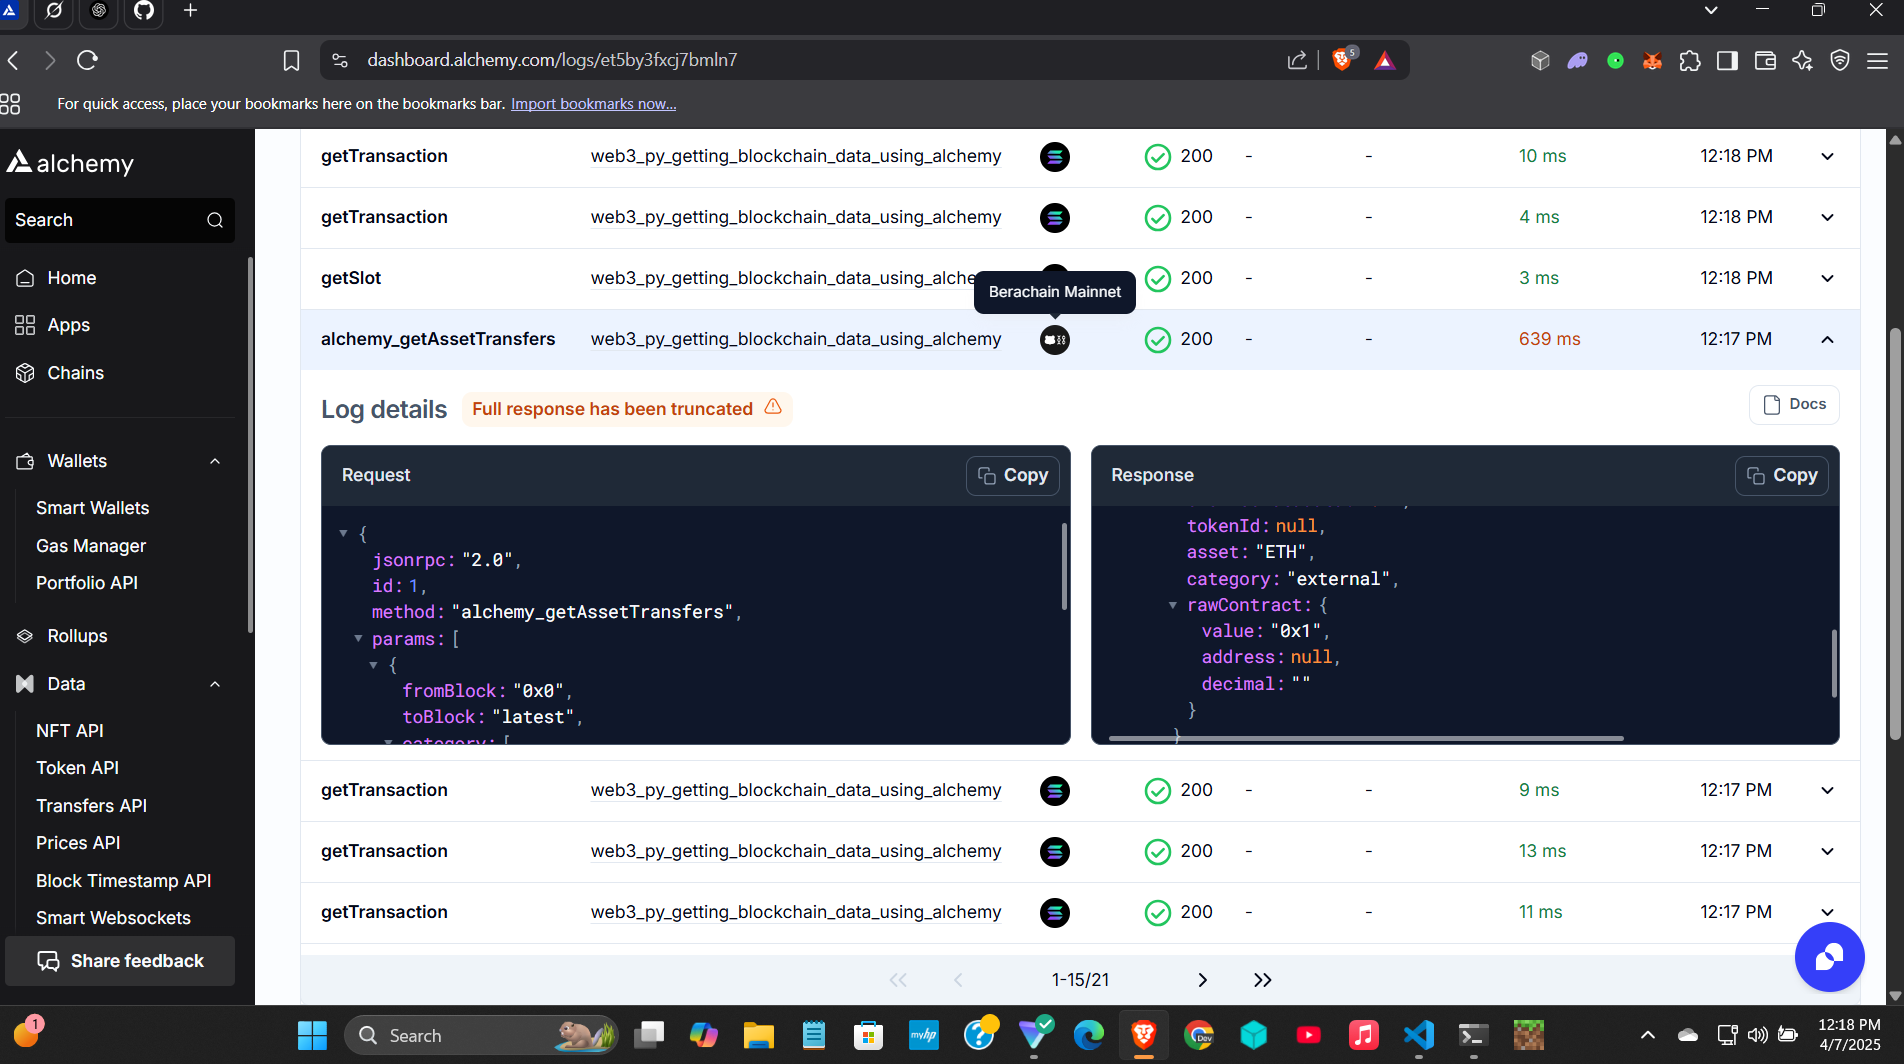 dashboard.alchemy.com/logs/et5by3fxcj7bmln7
5
For quick access, place your bookmarks here on the bookmarks bar. Import bookmarks now...
alchemy
Search
Home
Apps
Chains
Wallets
Smart Wallets
Gas Manager
Portfolio API
Rollups
Data
NFT API
Token API
Transfers API
Prices API
Block Timestamp API
Smart Websockets
Share feedback
getTransaction web3_py_getting_blockchain_data_using_alchemy 200 - - 10 ms 12:18 PM
getTransaction web3_py_getting_blockchain_data_using_alchemy 200 - - 4 ms 12:18 PM
getSlot web3_py_getting_blockchain_data_using_alche 200 - - 3 ms 12:18 PM
Berachain Mainnet
alchemy_getAssetTransfers web3_py_getting_blockchain_data_using_alchemy 200 - - 639 ms 12:17 PM
Log details Full response has been truncated Docs
Request Copy
{
jsonrpc: "2.0",
id: 1,
method: "alchemy_getAssetTransfers",
params: [
{
fromBlock: "0x0",
toBlock: "latest",
category: [
Response Copy
tokenId: null,
asset: "ETH",
category: "external",
rawContract: {
value: "0x1",
address: null,
decimal: ""
}
}
getTransaction web3_py_getting_blockchain_data_using_alchemy 200 - - 9 ms 12:17 PM
getTransaction web3_py_getting_blockchain_data_using_alchemy 200 - - 13 ms 12:17 PM
getTransaction web3_py_getting_blockchain_data_using_alchemy 200 - - 11 ms 12:17 PM
1-15/21
1
Search
myhp
Dev
12:18 PM
4/7/2025